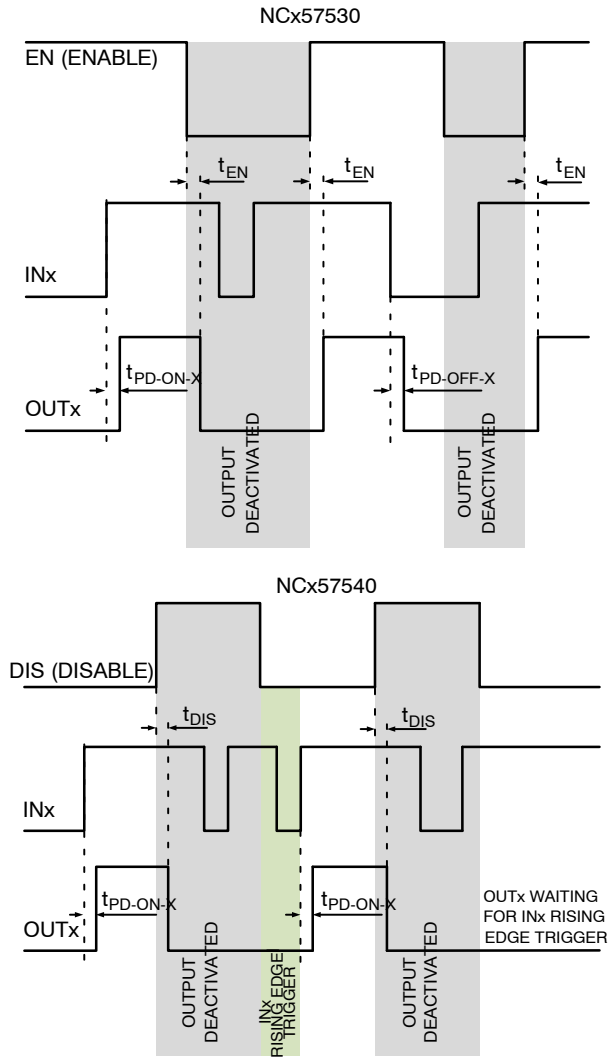 NCx57530
EN (ENABLE)
tEN
tEN
tEN
INx
tPD-ON-X
tPD-OFF-X
OUTx
OUTPUT
DEACTIVATED
OUTPUT
DEACTIVATED
NCx57540
DIS (DISABLE)
tDIS
tDIS
INx
tPD-ON-X
tPD-ON-X
OUTx
OUTx WAITING
FOR INx RISING
EDGE TRIGGER
OUTPUT
DEACTIVATED
INx
RISING EDGE
TRIGGER
OUTPUT
DEACTIVATED